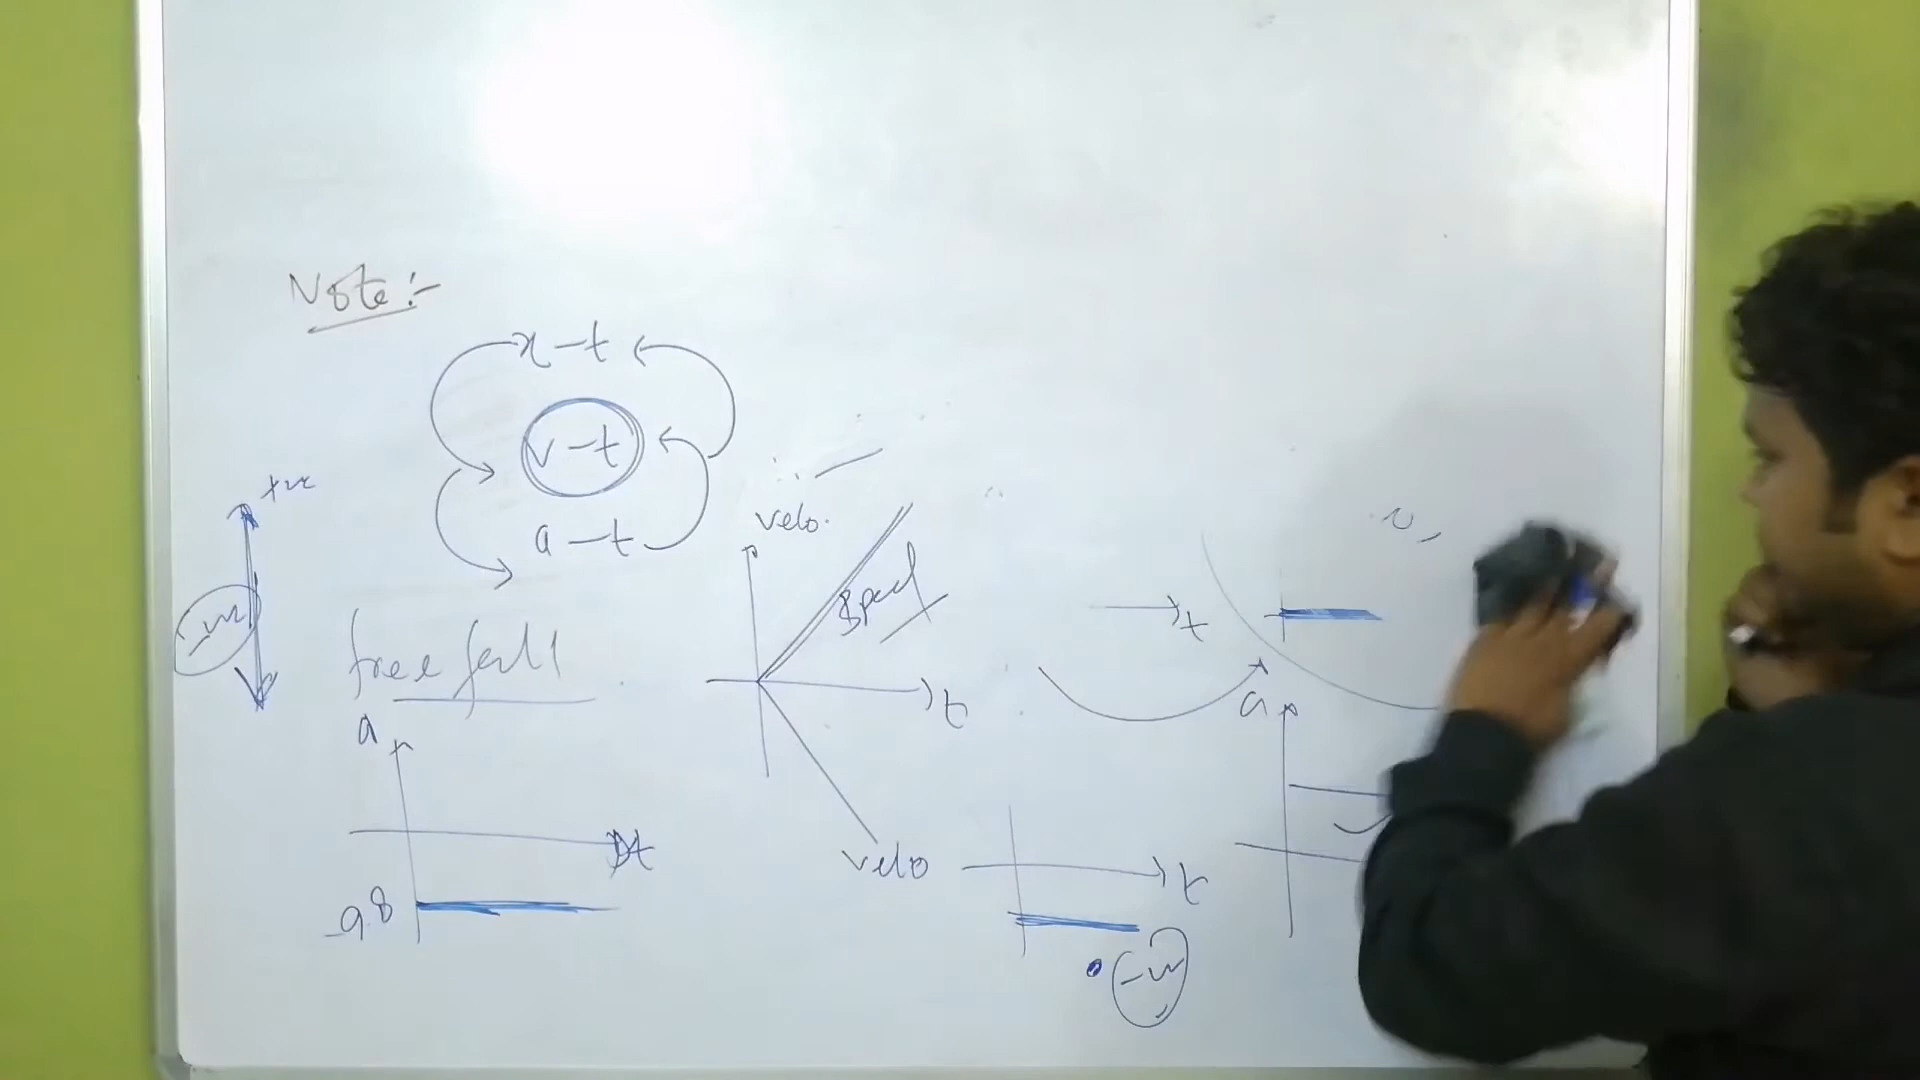 Note :-
x-t
v-t
a-t
+ve
-ve
velo.
speed
t
free fall
a
t
-9.8
velo
t
t
-ve
v
a